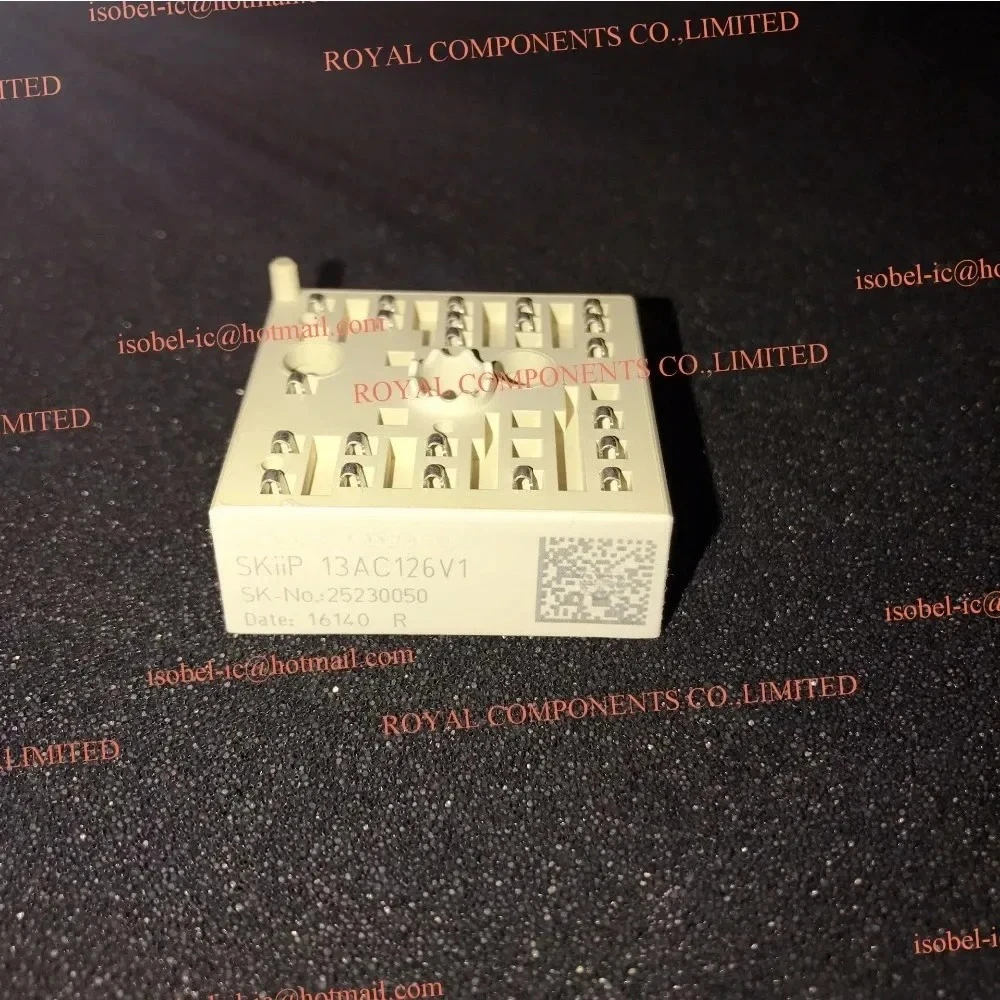 isobel-ic@hotmail.com
ROYAL COMPONENTS CO.,LIMITED
ITED
isobel-ic@ho
isobel-ic@hotmail.com
ROYAL COMPONENTS CO.,LIMITED
MITED
SKiiP 13AC126V1
SK-No.:25230050
Date: 16140 R
isobel-ic@
isobel-ic@hotmail.com
ROYAL COMPONENTS CO.,LIMITED
LIMITED
isobel-i
hotmail.com